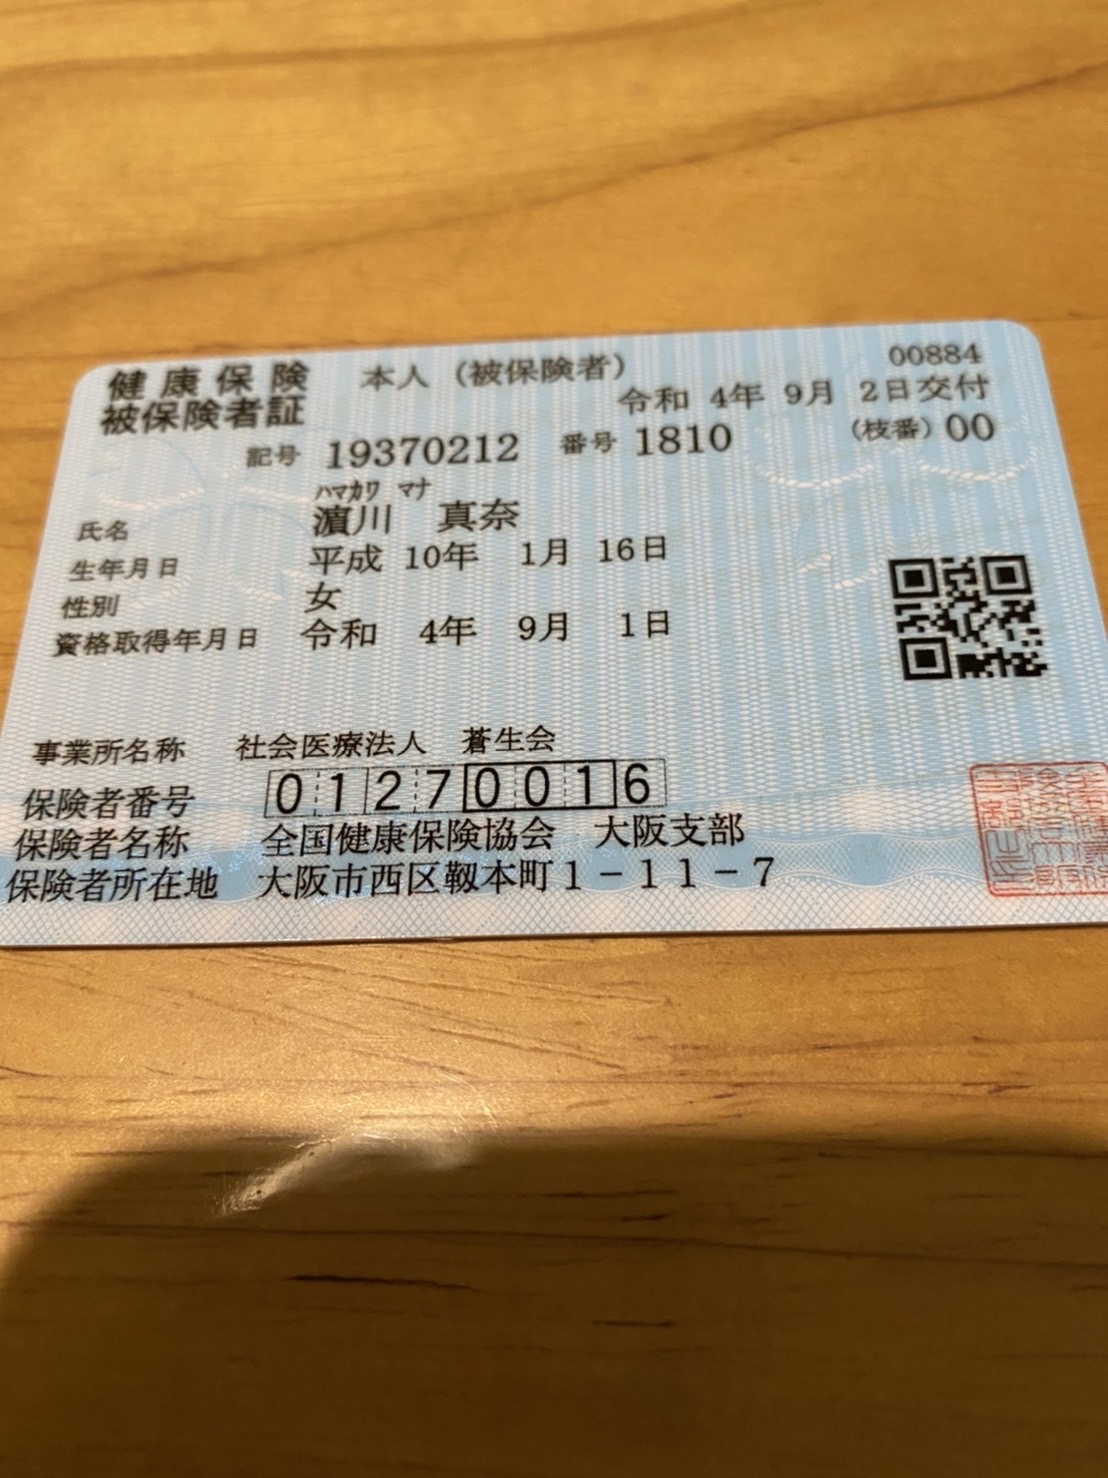 健康保険 本人（被保険者） 00884
被保険者証 令和 4年 9月 2日交付
記号 19370212 番号 1810 （枝番）00
ﾊﾏｶﾜ ﾏﾅ
氏名 濵川 真奈
生年月日 平成 10年 1月 16日
性別 女
資格取得年月日 令和 4年 9月 1日
事業所名称 社会医療法人 蒼生会
保険者番号 01270016
保険者名称 全国健康保険協会 大阪支部
保険者所在地 大阪市西区靱本町1－11－7